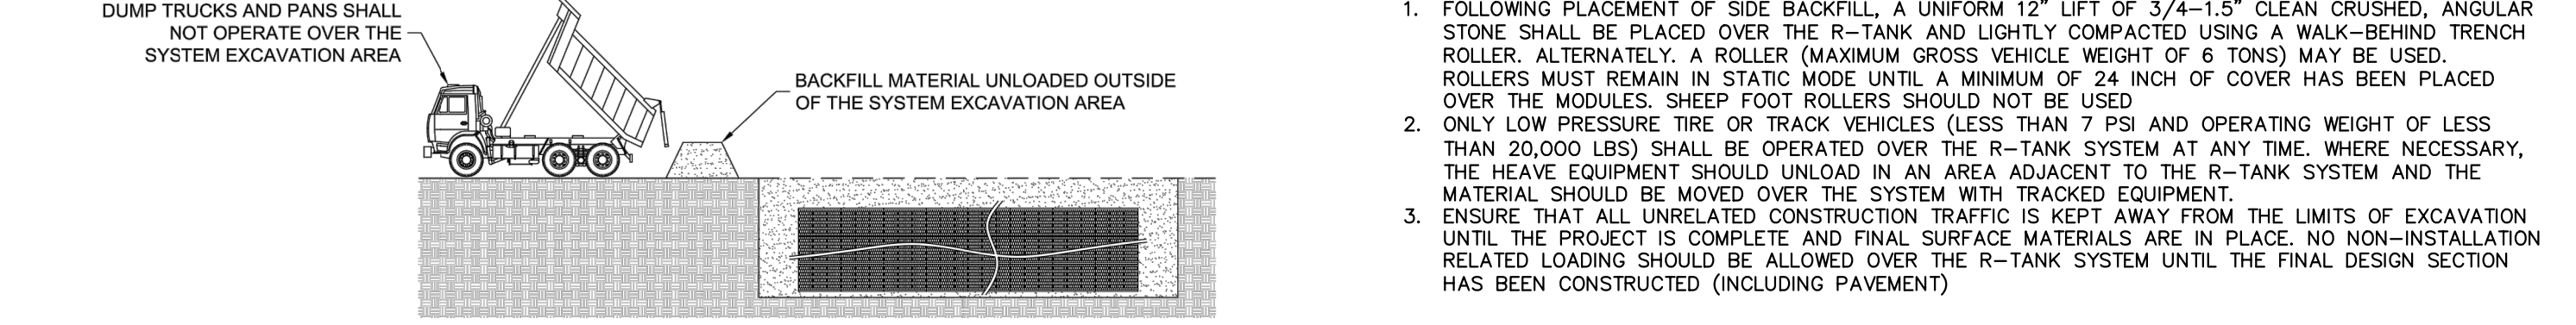 DUMP TRUCKS AND PANS SHALL
NOT OPERATE OVER THE
SYSTEM EXCAVATION AREA
BACKFILL MATERIAL UNLOADED OUTSIDE
OF THE SYSTEM EXCAVATION AREA
1. FOLLOWING PLACEMENT OF SIDE BACKFILL, A UNIFORM 12" LIFT OF 3/4-1.5" CLEAN CRUSHED, ANGULAR
STONE SHALL BE PLACED OVER THE R-TANK AND LIGHTLY COMPACTED USING A WALK-BEHIND TRENCH
ROLLER. ALTERNATELY. A ROLLER (MAXIMUM GROSS VEHICLE WEIGHT OF 6 TONS) MAY BE USED.
ROLLERS MUST REMAIN IN STATIC MODE UNTIL A MINIMUM OF 24 INCH OF COVER HAS BEEN PLACED
OVER THE MODULES. SHEEP FOOT ROLLERS SHOULD NOT BE USED
2. ONLY LOW PRESSURE TIRE OR TRACK VEHICLES (LESS THAN 7 PSI AND OPERATING WEIGHT OF LESS
THAN 20,000 LBS) SHALL BE OPERATED OVER THE R-TANK SYSTEM AT ANY TIME. WHERE NECESSARY,
THE HEAVE EQUIPMENT SHOULD UNLOAD IN AN AREA ADJACENT TO THE R-TANK SYSTEM AND THE
MATERIAL SHOULD BE MOVED OVER THE SYSTEM WITH TRACKED EQUIPMENT.
3. ENSURE THAT ALL UNRELATED CONSTRUCTION TRAFFIC IS KEPT AWAY FROM THE LIMITS OF EXCAVATION
UNTIL THE PROJECT IS COMPLETE AND FINAL SURFACE MATERIALS ARE IN PLACE. NO NON-INSTALLATION
RELATED LOADING SHOULD BE ALLOWED OVER THE R-TANK SYSTEM UNTIL THE FINAL DESIGN SECTION
HAS BEEN CONSTRUCTED (INCLUDING PAVEMENT)